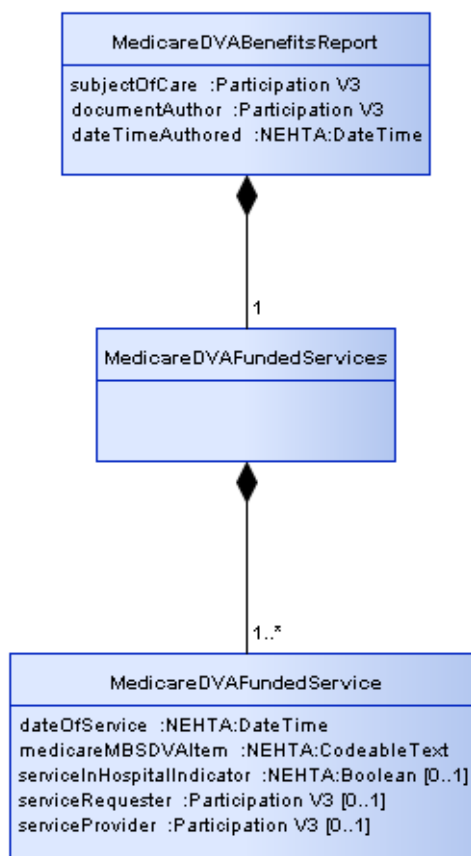 MedicareDVABenefitsReport
subjectOfCare :Participation V3
documentAuthor :Participation V3
dateTimeAuthored :NEHTA:DateTime
1
MedicareDVAFundedServices
1..*
MedicareDVAFundedService
dateOfService :NEHTA:DateTime
medicareMBSDVAItem :NEHTA:CodeableText
serviceInHospitalIndicator :NEHTA:Boolean [0..1]
serviceRequester :Participation V3 [0..1]
serviceProvider :Participation V3 [0..1]